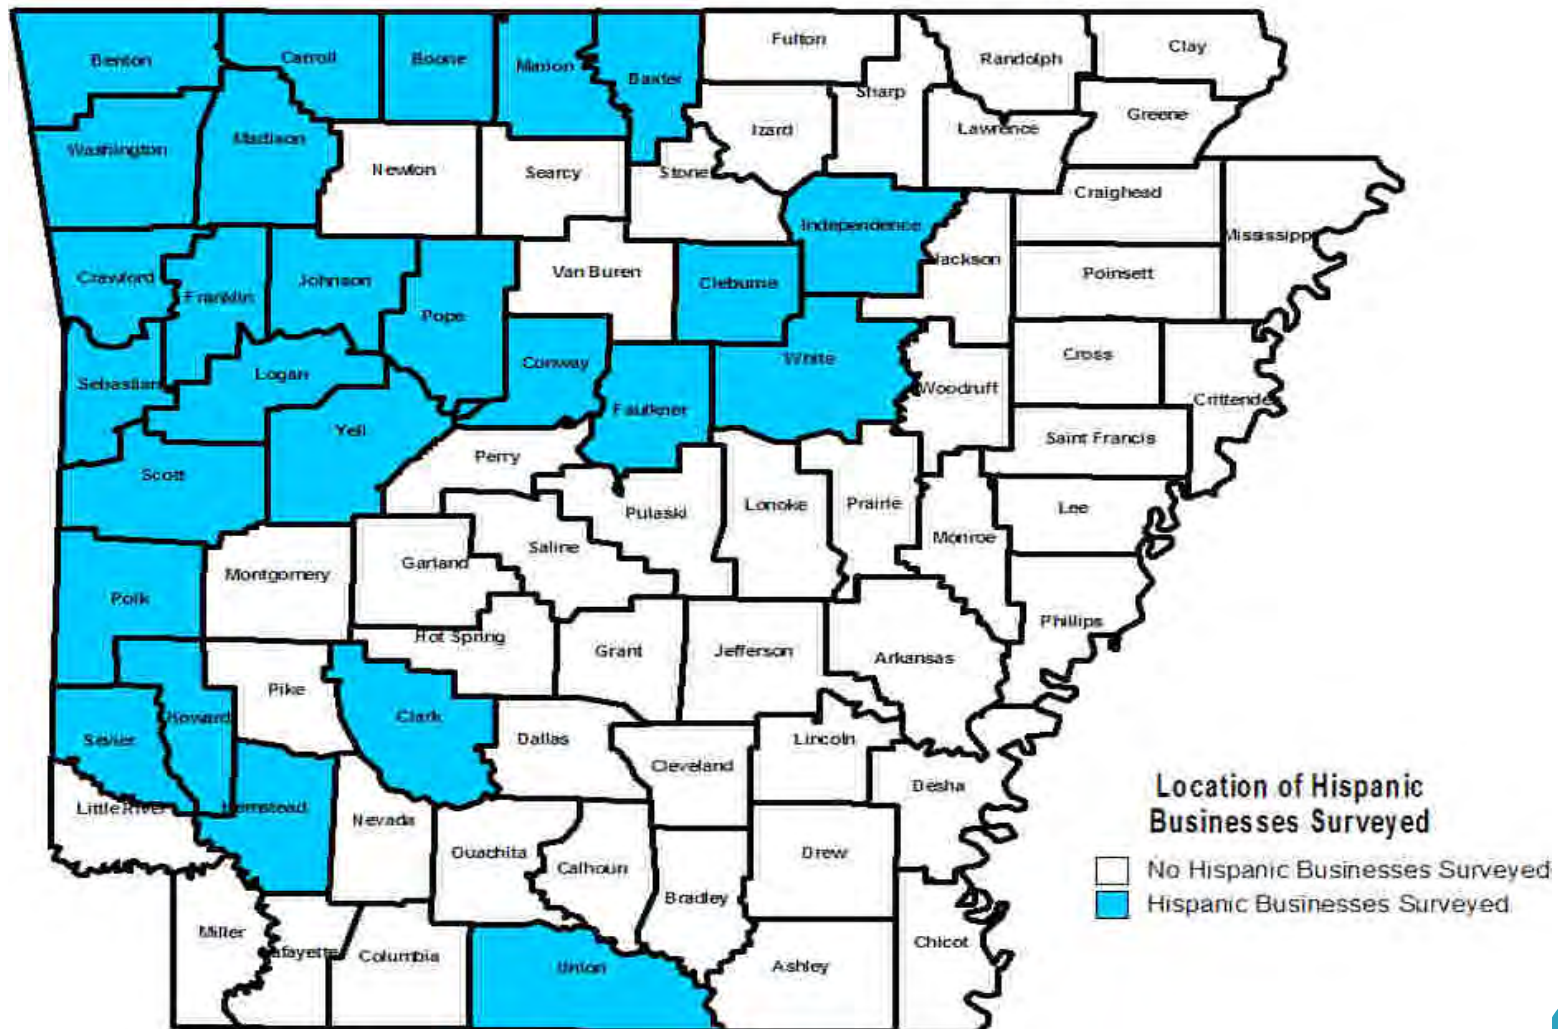 Benton
Carroll
Boone
Marion
Baxter
Fulton
Sharp
Randolph
Clay
Washington
Madison
Newton
Searcy
Stone
Izard
Lawrence
Greene
Craighead
Mississippi
Independence
Jackson
Poinsett
Crawford
Franklin
Johnson
Pope
Van Buren
Cleburne
White
Cross
Crittenden
Woodruff
Sebastian
Logan
Conway
Faulkner
Yell
Saint Francis
Scott
Perry
Pulaski
Lonoke
Prairie
Lee
Monroe
Saline
Garland
Montgomery
Polk
Hot Spring
Grant
Jefferson
Arkansas
Phillips
Pike
Howard
Clark
Sevier
Dallas
Lincoln
Cleveland
Desha
Little River
Hempstead
Nevada
Ouachita
Calhoun
Drew
Bradley
Miller
Lafayette
Columbia
Union
Ashley
Chicot
Location of Hispanic
Businesses Surveyed
No Hispanic Businesses Surveyed
Hispanic Businesses Surveyed